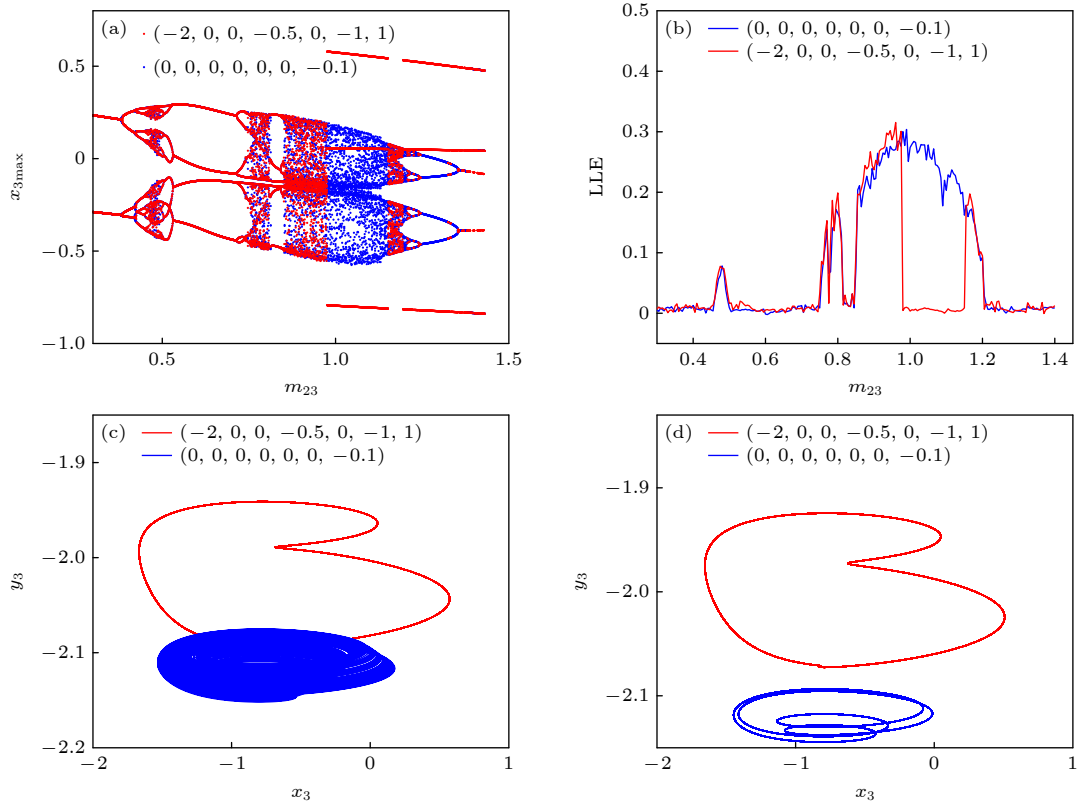 (a)
(−2, 0, 0, −0.5, 0, −1, 1)
(0, 0, 0, 0, 0, 0, −0.1)
0.5
0
−0.5
−1.0
x3max
0.5
1.0
1.5
m23
(b)
(0, 0, 0, 0, 0, 0, −0.1)
(−2, 0, 0, −0.5, 0, −1, 1)
0.5
0.4
0.3
0.2
0.1
0
LLE
0.4
0.6
0.8
1.0
1.2
1.4
m23
(c)
(−2, 0, 0, −0.5, 0, −1, 1)
(0, 0, 0, 0, 0, 0, −0.1)
−1.9
−2.0
−2.1
−2.2
y3
−2
−1
0
1
x3
(d)
(−2, 0, 0, −0.5, 0, −1, 1)
(0, 0, 0, 0, 0, 0, −0.1)
−1.9
−2.0
−2.1
y3
−2
−1
0
1
x3